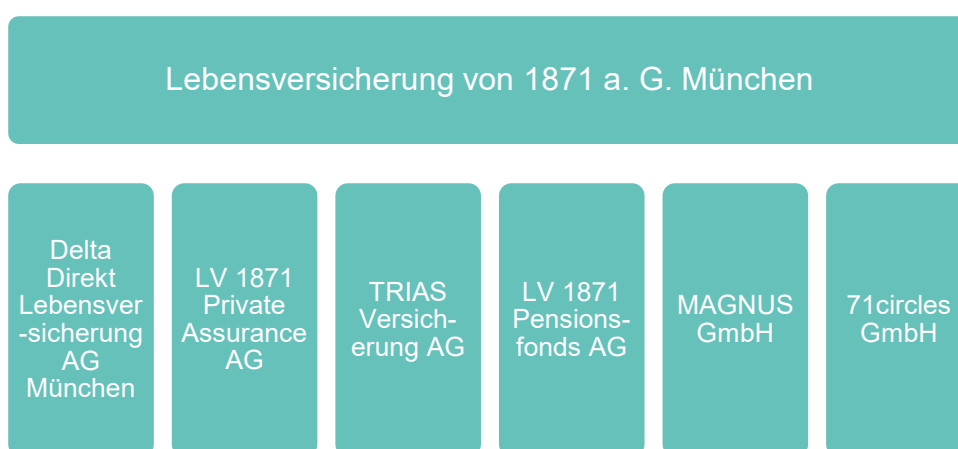 Lebensversicherung von 1871 a. G. München
Delta
Direkt
Lebensver
-sicherung
AG
München
LV 1871
Private
Assurance
AG
TRIAS
Versich-
erung AG
LV 1871
Pensions-
fonds AG
MAGNUS
GmbH
71circles
GmbH